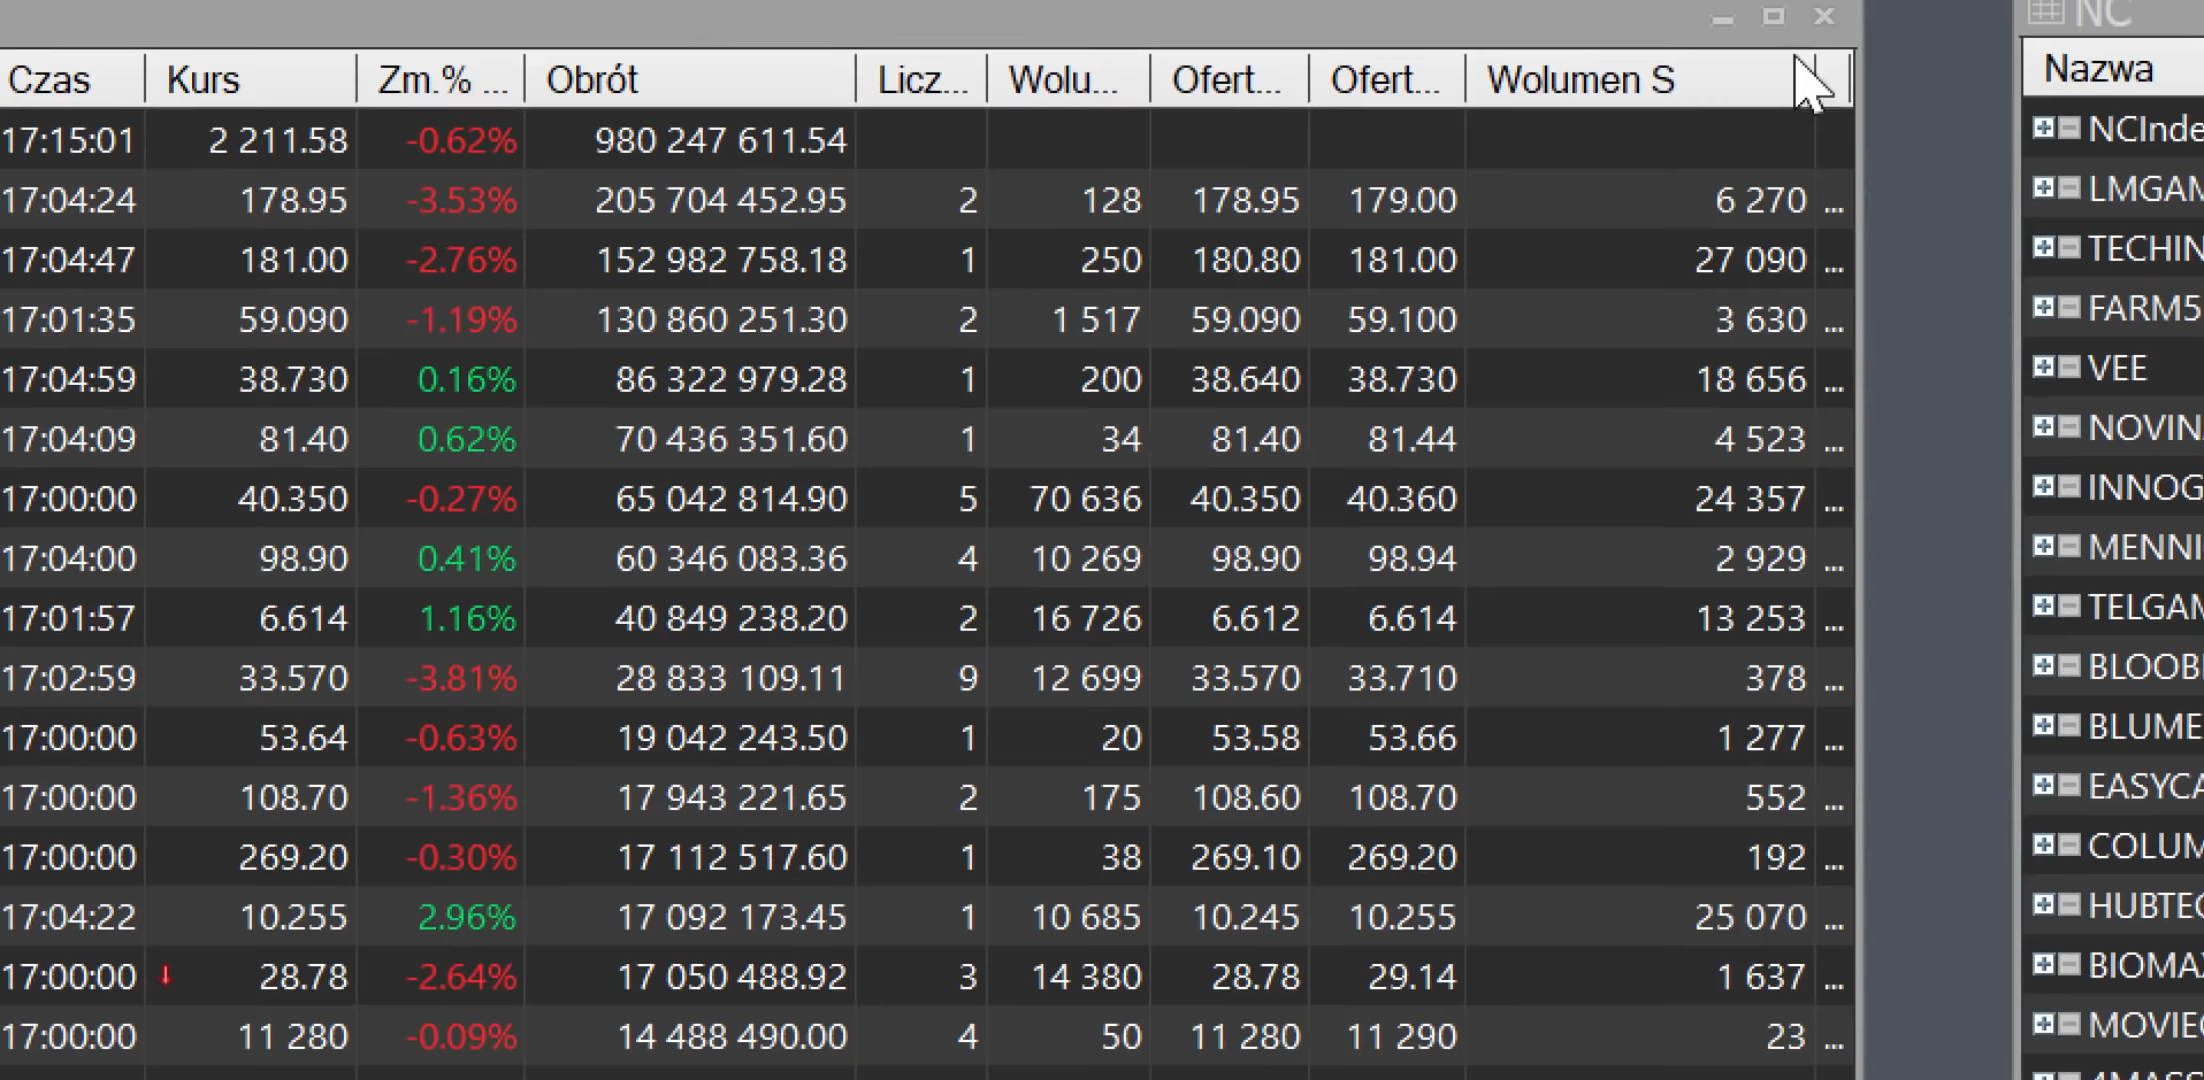 NC
Czas Kurs Zm.% ... Obrót Licz... Wolu... Ofert... Ofert... Wolumen S
17:15:01 2 211.58 -0.62% 980 247 611.54
17:04:24 178.95 -3.53% 205 704 452.95 2 128 178.95 179.00 6 270 ...
17:04:47 181.00 -2.76% 152 982 758.18 1 250 180.80 181.00 27 090 ...
17:01:35 59.090 -1.19% 130 860 251.30 2 1 517 59.090 59.100 3 630 ...
17:04:59 38.730 0.16% 86 322 979.28 1 200 38.640 38.730 18 656 ...
17:04:09 81.40 0.62% 70 436 351.60 1 34 81.40 81.44 4 523 ...
17:00:00 40.350 -0.27% 65 042 814.90 5 70 636 40.350 40.360 24 357 ...
17:04:00 98.90 0.41% 60 346 083.36 4 10 269 98.90 98.94 2 929 ...
17:01:57 6.614 1.16% 40 849 238.20 2 16 726 6.612 6.614 13 253 ...
17:02:59 33.570 -3.81% 28 833 109.11 9 12 699 33.570 33.710 378 ...
17:00:00 53.64 -0.63% 19 042 243.50 1 20 53.58 53.66 1 277 ...
17:00:00 108.70 -1.36% 17 943 221.65 2 175 108.60 108.70 552 ...
17:00:00 269.20 -0.30% 17 112 517.60 1 38 269.10 269.20 192 ...
17:04:22 10.255 2.96% 17 092 173.45 1 10 685 10.245 10.255 25 070 ...
17:00:00 28.78 -2.64% 17 050 488.92 3 14 380 28.78 29.14 1 637 ...
17:00:00 11 280 -0.09% 14 488 490.00 4 50 11 280 11 290 23 ...
Nazwa
NCInde
LMGAM
TECHIN
FARM5
VEE
NOVIN
INNOG
MENNI
TELGAM
BLOOB
BLUME
EASYCA
COLUM
HUBTEC
BIOMAX
MOVIEG